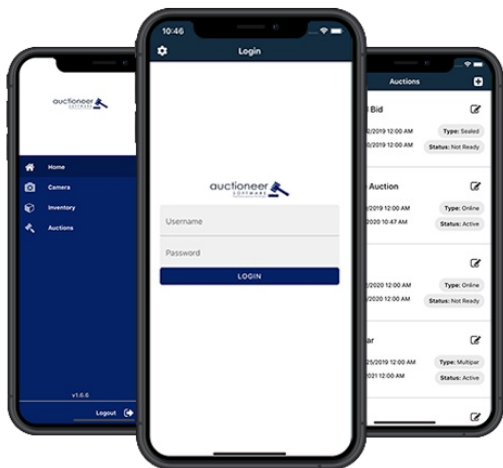 auctioneer
SOFTWARE
Home
Camera
Inventory
Auctions
v1.6.6
Logout
10:46
Login
auctioneer
SOFTWARE
Username
Password
LOGIN
Auctions
Bid
/2019 12:00 AM Type: Sealed
/2019 12:00 AM Status: Not Ready
Auction
/2019 12:00 AM Type: Online
/2020 10:47 AM Status: Active
/2020 12:00 AM Type: Online
/2020 12:00 AM Status: Not Ready
ar
25/2019 12:00 AM Type: Multipar
/2021 12:00 AM Status: Active